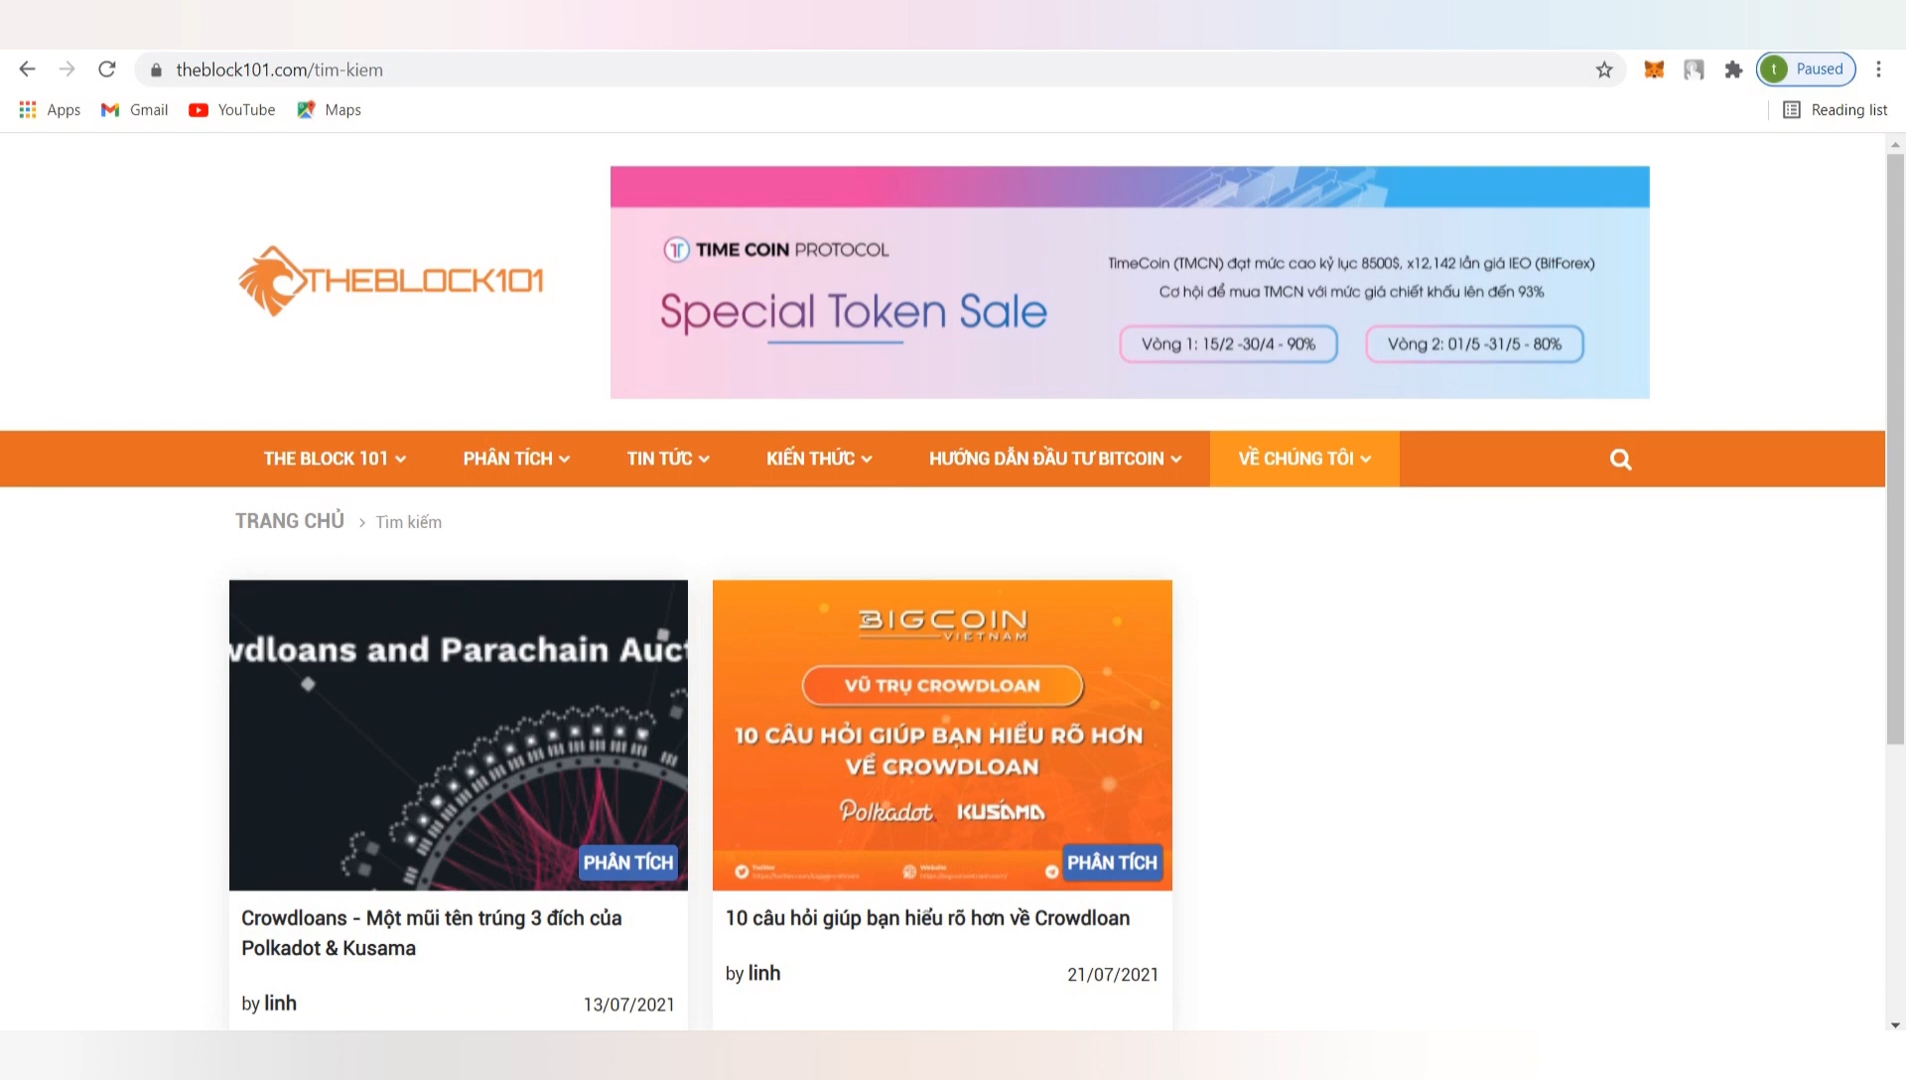 theblock101.com/tim-kiem
t Paused
Apps Gmail YouTube Maps
Reading list
THEBLOCK101
TIME COIN PROTOCOL
Special Token Sale
TimeCoin (TMCN) đạt mức cao kỷ lục 8500$, x12,142 lần giá IEO (BitForex)
Cơ hội để mua TMCN với mức giá chiết khấu lên đến 93%
Vòng 1: 15/2 -30/4 - 90%
Vòng 2: 01/5 -31/5 - 80%
THE BLOCK 101 PHÂN TÍCH TIN TỨC KIẾN THỨC HƯỚNG DẪN ĐẦU TƯ BITCOIN VỀ CHÚNG TÔI
TRANG CHỦ › Tìm kiếm
wdloans and Parachain Auct
PHÂN TÍCH
Crowdloans - Một mũi tên trúng 3 đích của
Polkadot & Kusama
by linh 13/07/2021
BIGCOIN
VIETNAM
VŨ TRỤ CROWDLOAN
10 CÂU HỎI GIÚP BẠN HIỂU RÕ HƠN
VỀ CROWDLOAN
Polkadot. KUSAMA
Twitter
Website
PHÂN TÍCH
10 câu hỏi giúp bạn hiểu rõ hơn về Crowdloan
by linh 21/07/2021